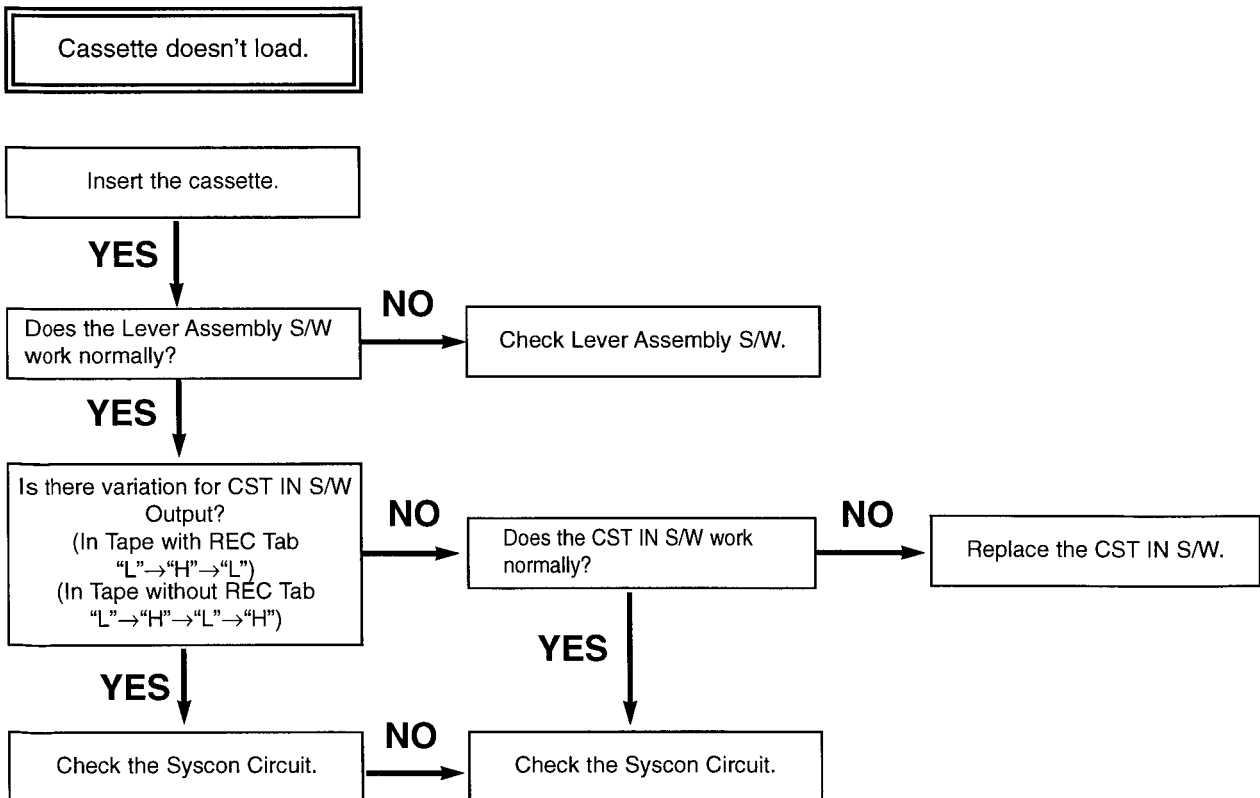 Cassette doesn't load.
Insert the cassette.
YES
Does the Lever Assembly S/W
work normally?
NO
Check Lever Assembly S/W.
YES
Is there variation for CST IN S/W
Output?
(In Tape with REC Tab
“L”→“H”→“L”)
(In Tape without REC Tab
“L”→“H”→“L”→“H”)
NO
Does the CST IN S/W work
normally?
NO
Replace the CST IN S/W.
YES
YES
Check the Syscon Circuit.
NO
Check the Syscon Circuit.